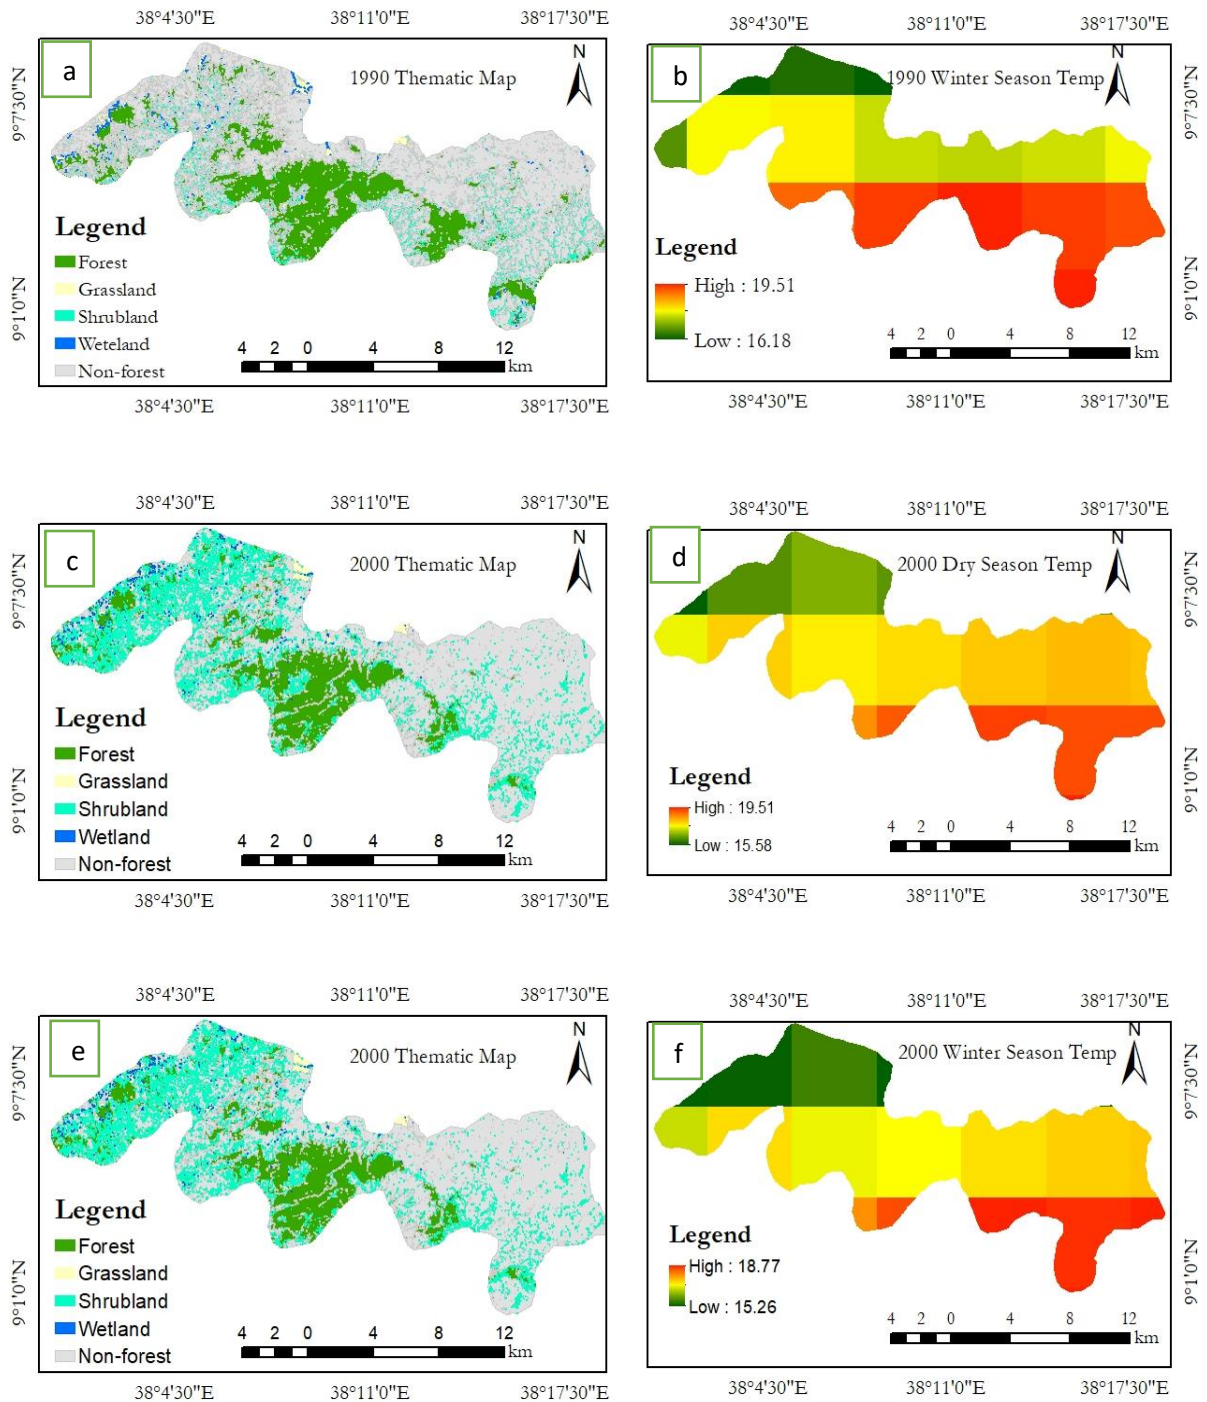 38°4'30"E 38°11'0"E 38°17'30"E
a
1990 Thematic Map
N
9°7'30"N
9°1'0"N
Legend
Forest
Grassland
Shrubland
Weteland
Non-forest
4 2 0 4 8 12
km
38°4'30"E 38°11'0"E 38°17'30"E
38°4'30"E 38°11'0"E 38°17'30"E
b
1990 Winter Season Temp
N
9°7'30"N
9°1'0"N
Legend
High : 19.51
Low : 16.18
4 2 0 4 8 12
km
38°4'30"E 38°11'0"E 38°17'30"E
38°4'30"E 38°11'0"E 38°17'30"E
c
2000 Thematic Map
N
9°7'30"N
9°1'0"N
Legend
Forest
Grassland
Shrubland
Wetland
Non-forest
4 2 0 4 8 12
km
38°4'30"E 38°11'0"E 38°17'30"E
38°4'30"E 38°11'0"E 38°17'30"E
d
2000 Dry Season Temp
N
9°7'30"N
9°1'0"N
Legend
High : 19.51
Low : 15.58
4 2 0 4 8 12
km
38°4'30"E 38°11'0"E 38°17'30"E
38°4'30"E 38°11'0"E 38°17'30"E
e
2000 Thematic Map
N
9°7'30"N
9°1'0"N
Legend
Forest
Grassland
Shrubland
Wetland
Non-forest
4 2 0 4 8 12
km
38°4'30"E 38°11'0"E 38°17'30"E
38°4'30"E 38°11'0"E 38°17'30"E
f
2000 Winter Season Temp
N
9°7'30"N
9°1'0"N
Legend
High : 18.77
Low : 15.26
4 2 0 4 8 12
km
38°4'30"E 38°11'0"E 38°17'30"E